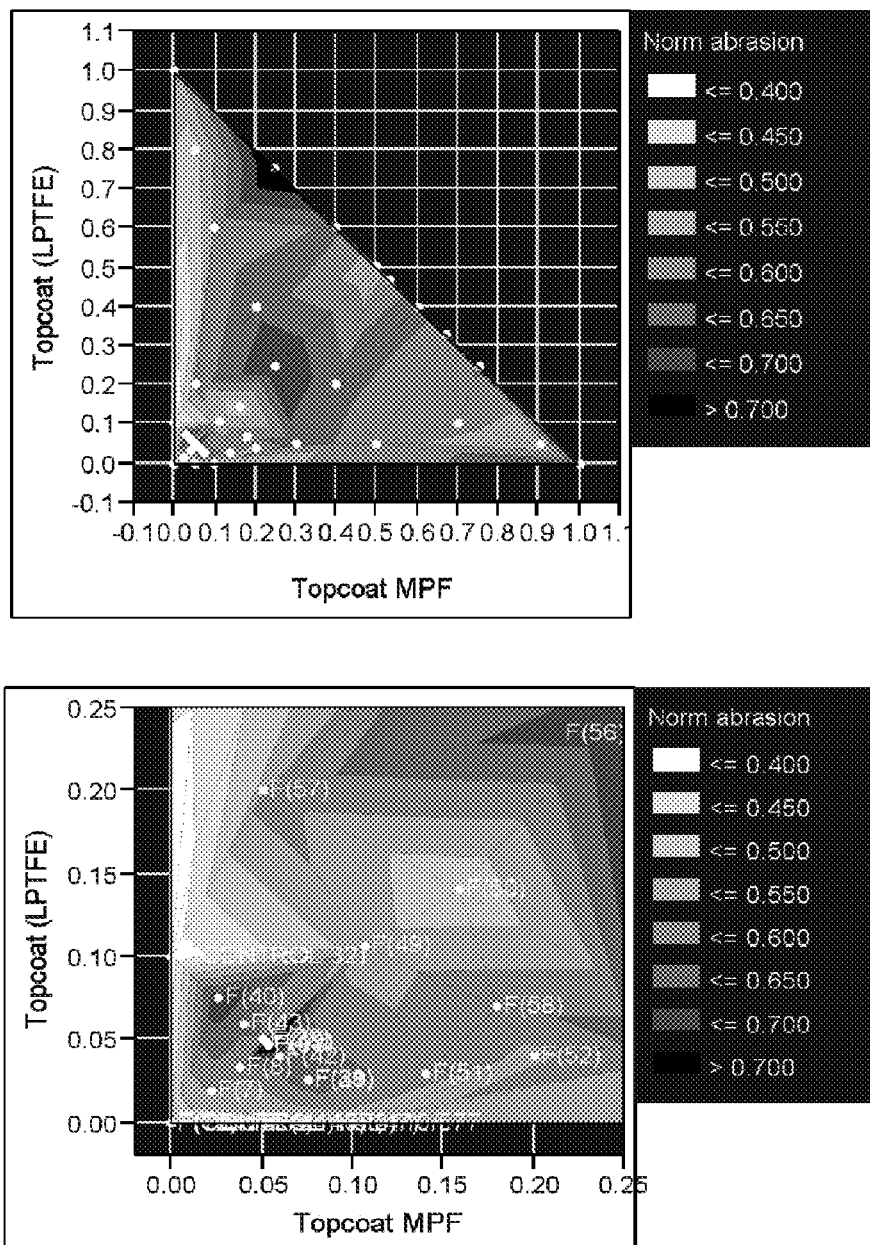 1.1
1.0
0.9
0.8
0.7
0.6
0.5
0.4
0.3
0.2
0.1
0.0
-0.1
Topcoat (LPTFE)
-0.1 0.0 0.1 0.2 0.3 0.4 0.5 0.6 0.7 0.8 0.9 1.0 1.1
Topcoat MPF
Norm abrasion
<= 0.400
<= 0.450
<= 0.500
<= 0.550
<= 0.600
<= 0.650
<= 0.700
> 0.700
0.25
0.20
0.15
0.10
0.05
0.00
Topcoat (LPTFE)
F(56)
F(57)
F(40)
F(58)
F(51)
F(52)
0.00 0.05 0.10 0.15 0.20 0.25
Topcoat MPF
Norm abrasion
<= 0.400
<= 0.450
<= 0.500
<= 0.550
<= 0.600
<= 0.650
<= 0.700
> 0.700